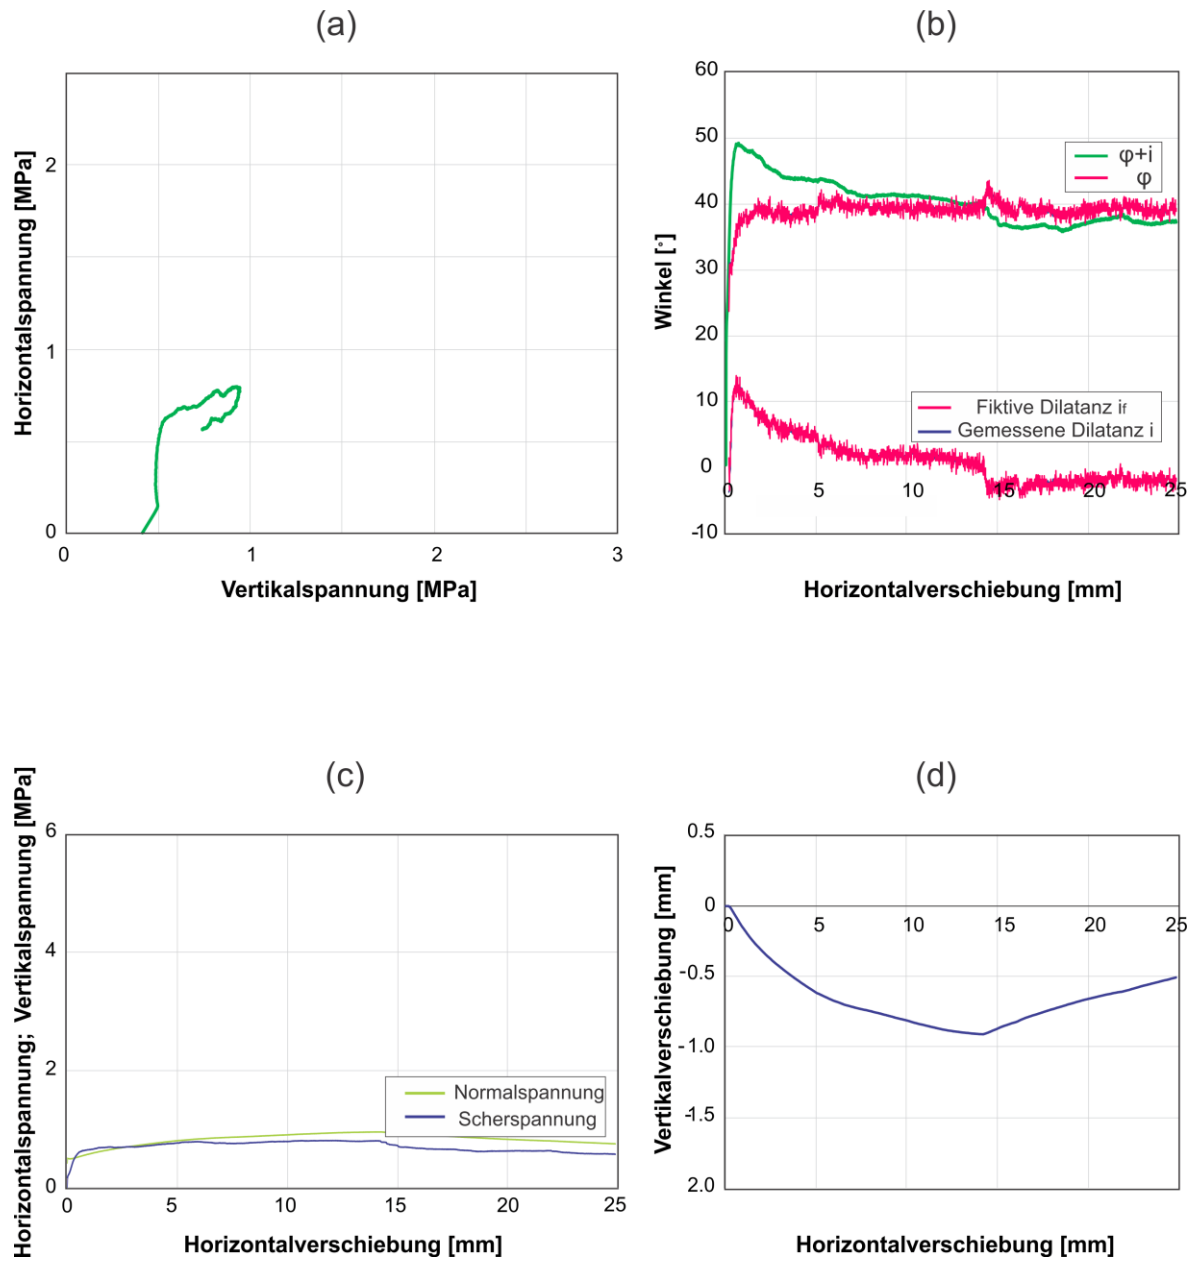 (a)
2
1
0
0
1
2
3
Horizontalspannung [MPa]
Vertikalspannung [MPa]
(b)
60
50
40
30
20
10
0
-10
0
5
10
15
20
25
φ+i
φ
Fiktive Dilatanz if
Gemessene Dilatanz i
Winkel [°]
Horizontalverschiebung [mm]
(c)
6
4
2
0
0
5
10
15
20
25
Normalspannung
Scherspannung
Horizontalspannung; Vertikalspannung [MPa]
Horizontalverschiebung [mm]
(d)
0.5
0
-0.5
-1.0
-1.5
2.0
0
5
10
15
20
25
Vertikalverschiebung [mm]
Horizontalverschiebung [mm]